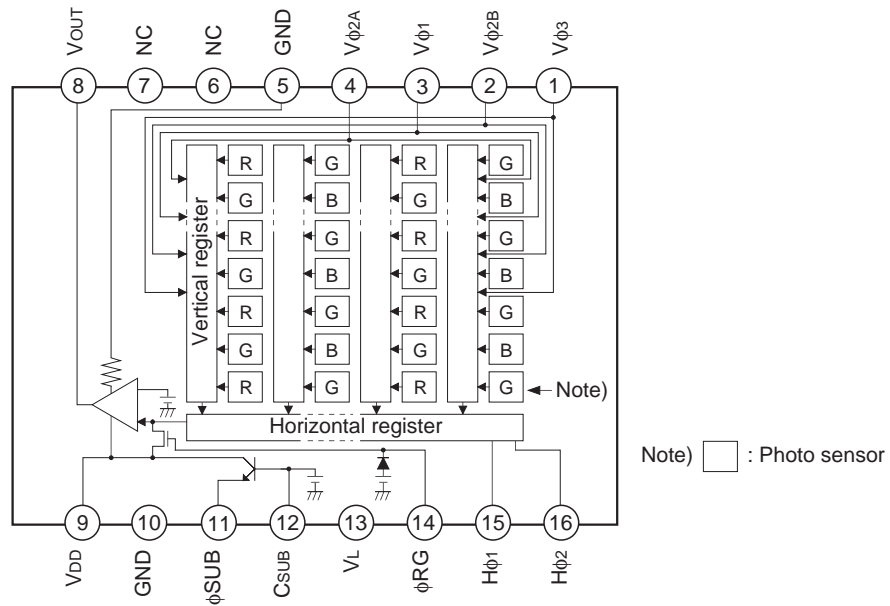 VOUT NC NC GND Vϕ2A Vϕ1 Vϕ2B Vϕ3
8 7 6 5 4 3 2 1
Vertical register
R G R G
G B G B
R G R G
G B G B
R G R G
G B G B
R G R G
Note)
Horizontal register
Note) : Photo sensor
9 10 11 12 13 14 15 16
VDD GND ϕSUB CSUB VL ϕRG Hϕ1 Hϕ2